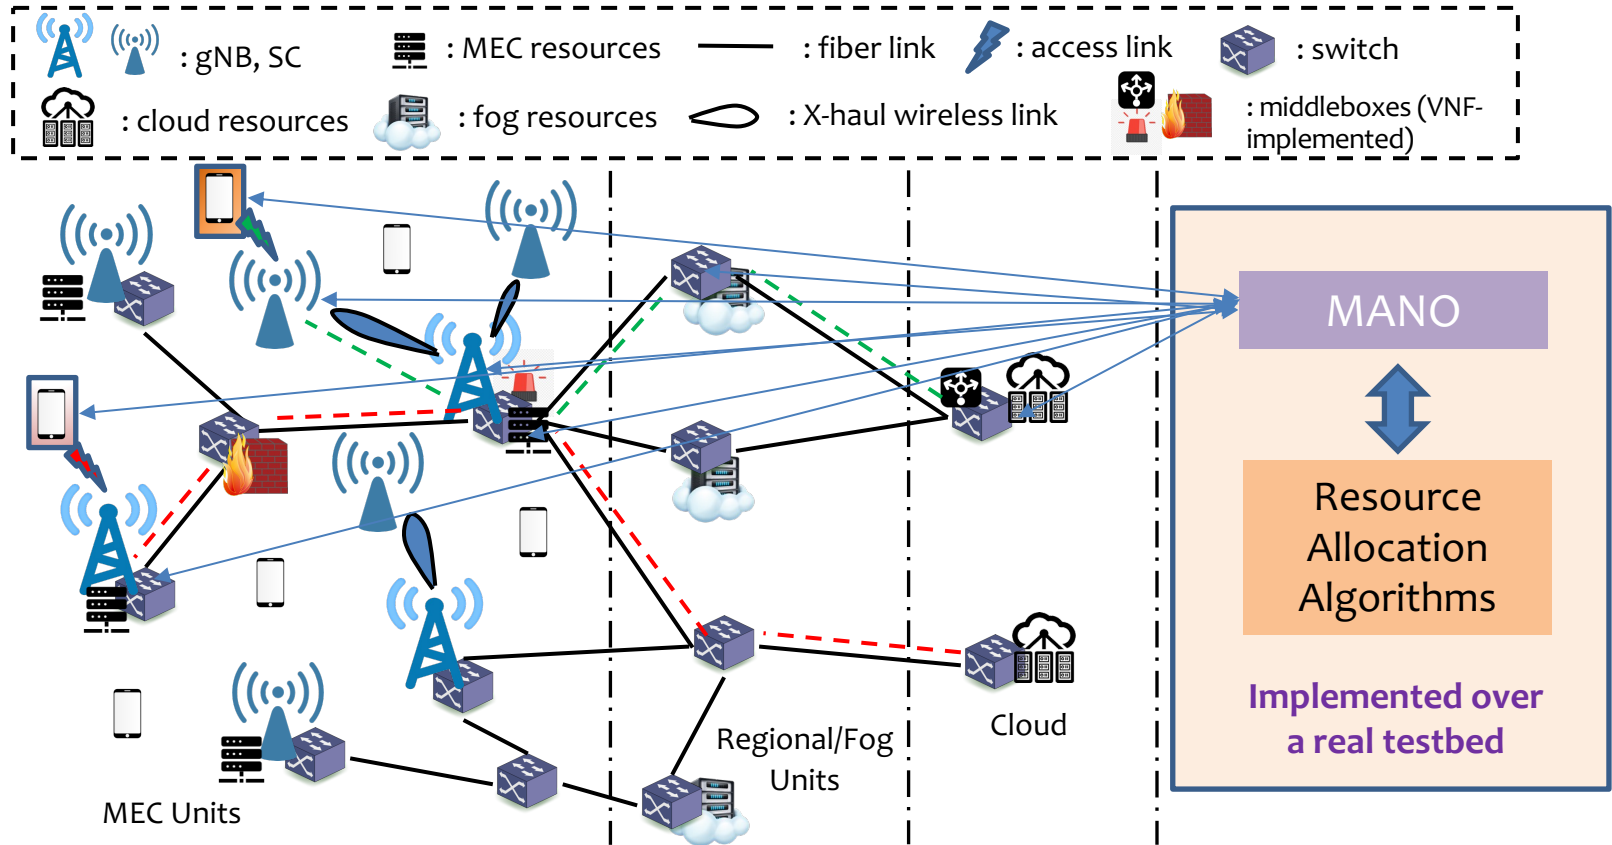 : gNB, SC
: MEC resources
: fiber link
: access link
: switch
: cloud resources
: fog resources
: X-haul wireless link
: middleboxes (VNF-
implemented)
MANO
Resource
Allocation
Algorithms
Implemented over
a real testbed
Cloud
Regional/Fog
Units
MEC Units